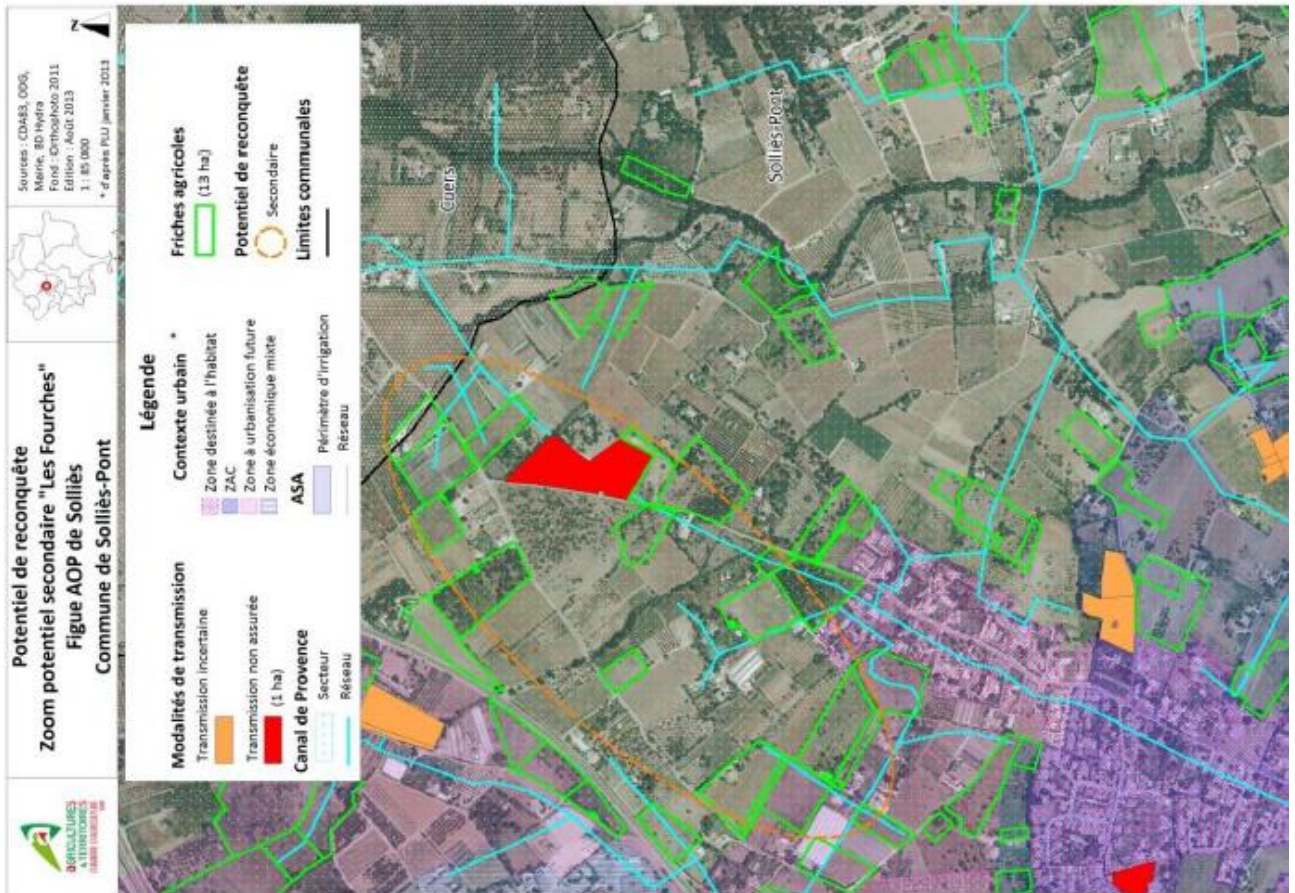 Potentiel de reconquête
Zoom potentiel secondaire "Les Fourches"
Figue AOP de Solliès
Commune de Solliès-Pont
Sources : CDA83, ODG,
Mairie, BD Hydra
Fond : ©Orthophoto 2011
Edition : Août 2013
1 : 85 000
* d'après PLU janvier 2013
AGRICULTURES
& TERRITOIRES
Légende
Modalités de transmission
Transmission incertaine
Transmission non assurée
(1 ha)
Canal de Provence
Secteur
Réseau
Contexte urbain *
Zone destinée à l'habitat
ZAC
Zone à urbanisation future
Zone économique mixte
ASA
Périmètre d'irrigation
Réseau
Friches agricoles
(13 ha)
Potentiel de reconquête
Secondaire
Limites communales
Cuers
Solliès-Pont